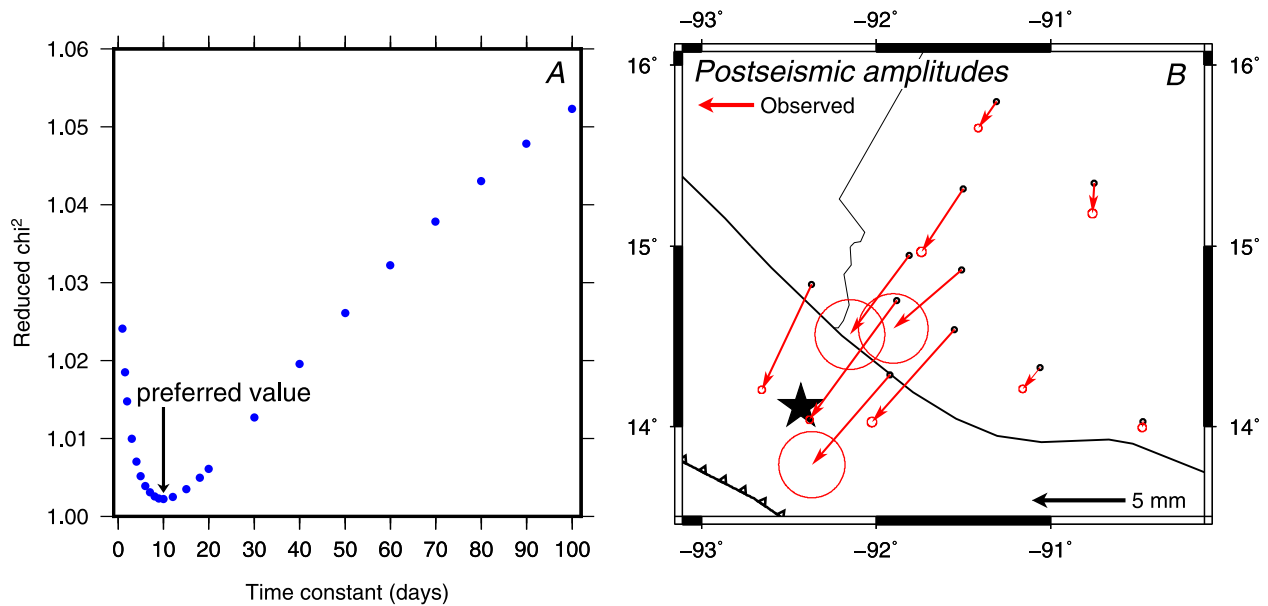 A
1.06
1.05
1.04
1.03
1.02
1.01
1.00
Reduced chi²
preferred value
0 10 20 30 40 50 60 70 80 90 100
Time constant (days)
−93˚ −92˚ −91˚
Postseismic amplitudes B
Observed
16˚ 16˚
15˚ 15˚
14˚ 14˚
5 mm
−93˚ −92˚ −91˚